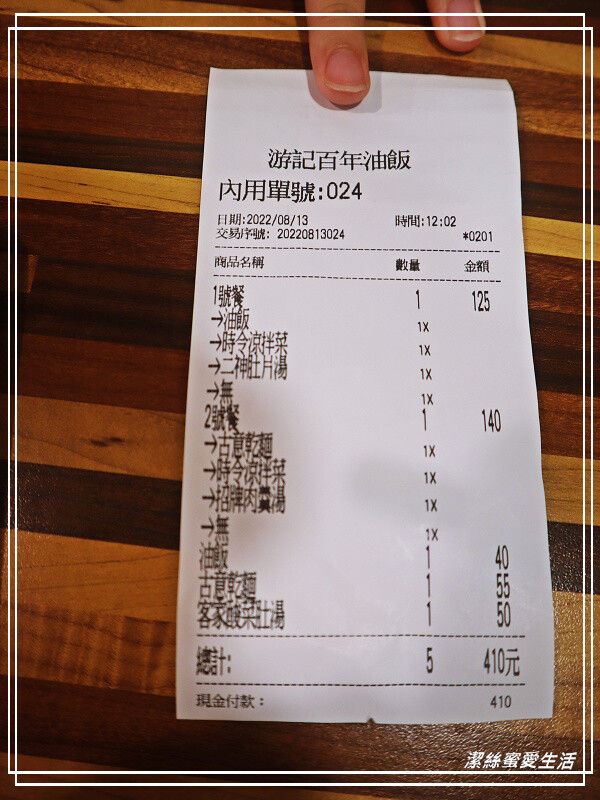 游記百年油飯
內用單號:024
日期:2022/08/13 時間:12:02
交易序號: 20220813024 *0201
商品名稱 數量 金額
1號餐 1 125
→油飯 1X
→時令涼拌菜 1X
→二神肚片湯 1X
→無 1X
2號餐 1 140
→古意乾麵 1X
→時令涼拌菜 1X
→招牌肉羹湯 1X
→無 1X
油飯 1 40
古意乾麵 1 55
客家酸菜肚湯 1 50
總計: 5 410元
現金付款: 410
潔絲蜜愛生活